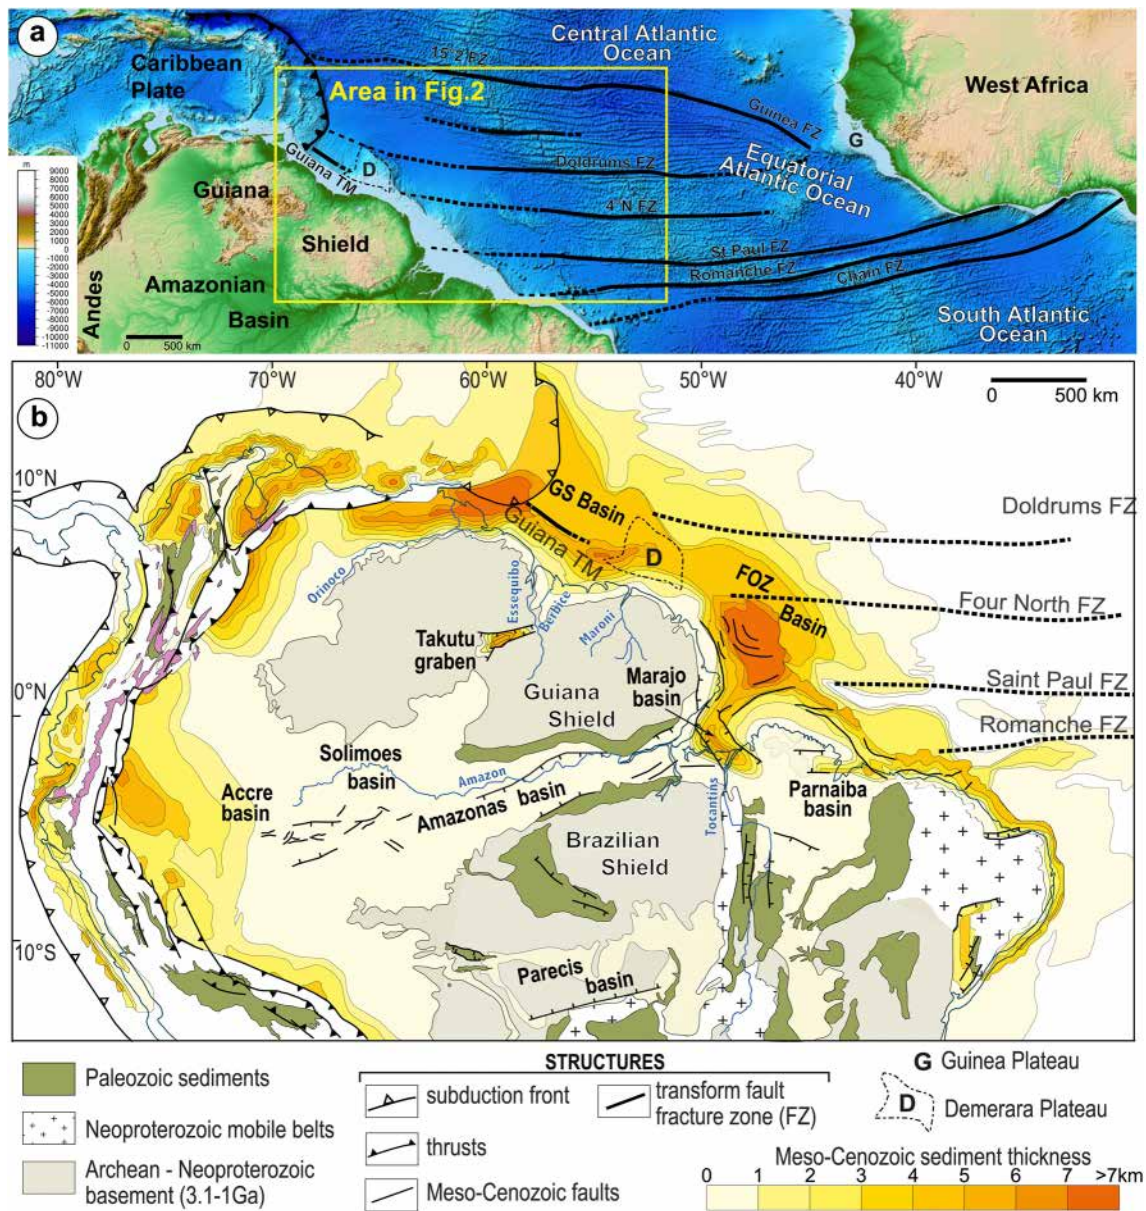 a
Central Atlantic
Ocean
15°2 FZ
Caribbean
Plate
West Africa
Area in Fig.2
Guinea FZ
G
Equatorial
Atlantic Ocean
D
Doldrums FZ
Guiana TM
4°N FZ
Guiana
Shield
St Paul FZ
Romanche FZ
Chain FZ
Amazonian
Basin
Andes
South Atlantic
Ocean
500 km
m
9000
8000
7000
6000
5000
4000
3000
2000
1000
0
-1000
-2000
-3000
-4000
-5000
-6000
-7000
-8000
-9000
-10000
-11000
80°W
70°W
60°W
50°W
40°W
0
500 km
b
10°N
GS Basin
Doldrums FZ
Guiana TM
D
FOZ
Basin
Four North FZ
Orinoco
Essequibo
Berbice
Maroni
Takutu
graben
Marajo
basin
Guiana
Shield
Saint Paul FZ
0°N
Romanche FZ
Solimoes
basin
Amazon
Accre
basin
Amazonas basin
Tocantins
Parnaiba
basin
Brazilian
Shield
10°S
Parecis
basin
STRUCTURES
G Guinea Plateau
Paleozoic sediments
subduction front
transform fault
fracture zone (FZ)
D Demerara Plateau
Neoproterozoic mobile belts
thrusts
Archean - Neoproterozoic
basement (3.1-1Ga)
Meso-Cenozoic faults
Meso-Cenozoic sediment thickness
0 1 2 3 4 5 6 7 >7km